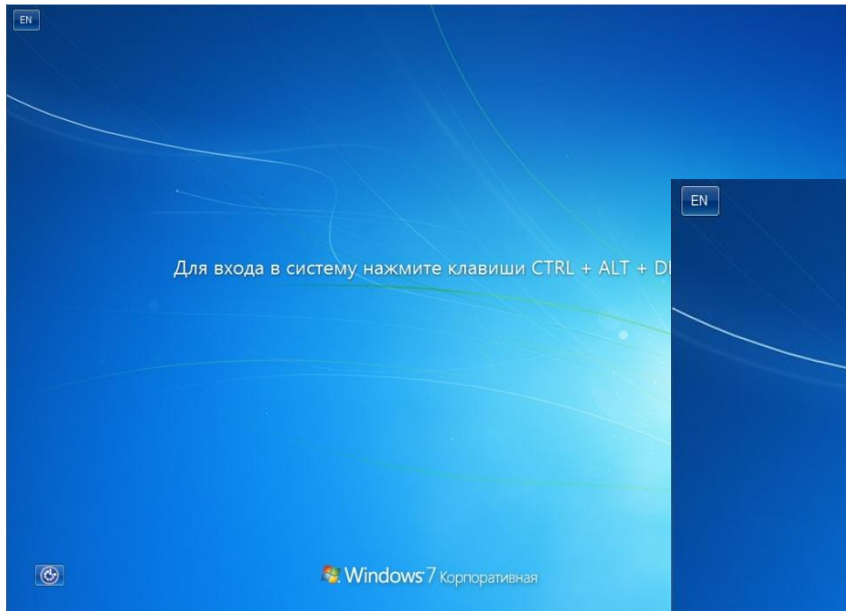 EN
EN
Для входа в систему нажмите клавиши CTRL + ALT +
Windows 7 Корпоративная